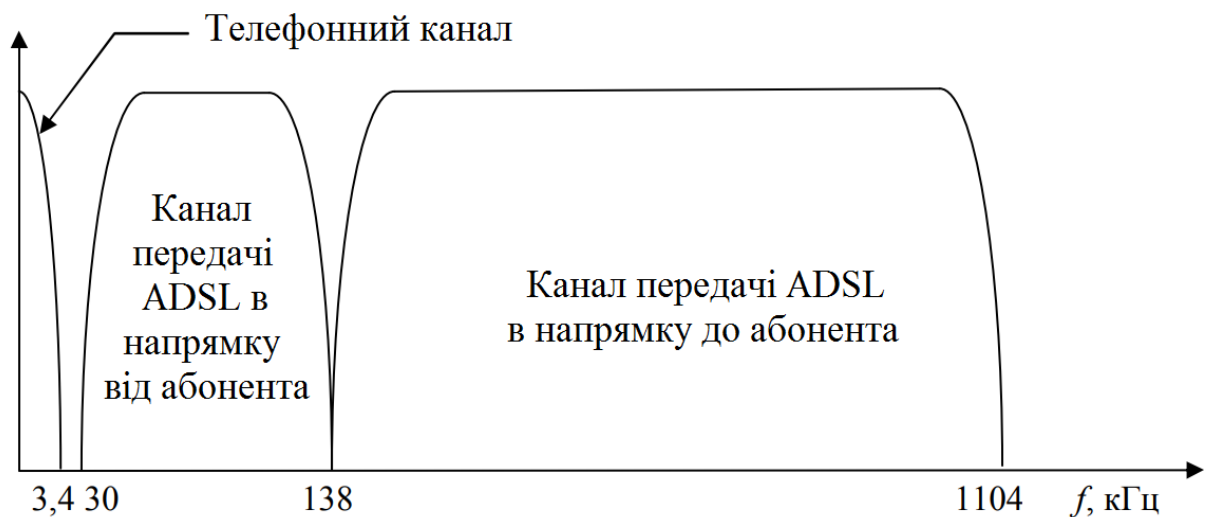 Телефонний канал
Канал
передачі
ADSL в
напрямку
від абонента
Канал передачі ADSL
в напрямку до абонента
3,4 30 138 1104 f, кГц